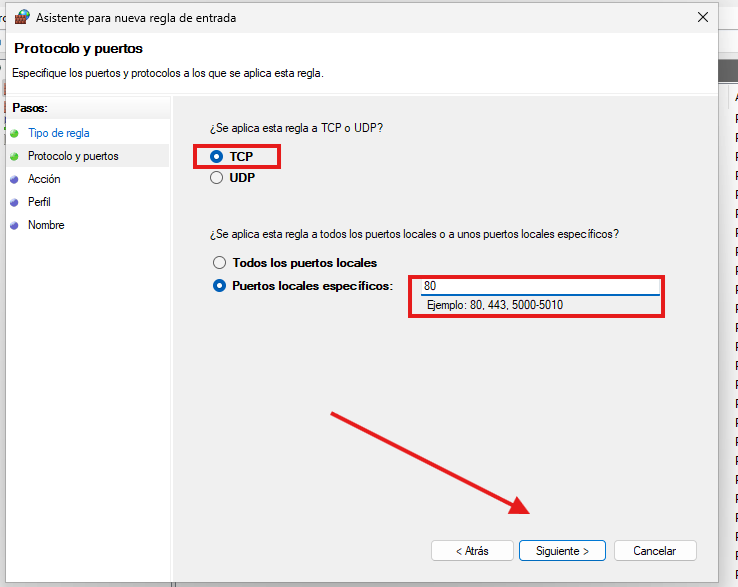 Asistente para nueva regla de entrada
Protocolo y puertos
Especifique los puertos y protocolos a los que se aplica esta regla.
Pasos:
Tipo de regla
Protocolo y puertos
Acción
Perfil
Nombre
¿Se aplica esta regla a TCP o UDP?
TCP
UDP
¿Se aplica esta regla a todos los puertos locales o a unos puertos locales específicos?
Todos los puertos locales
Puertos locales específicos: 80
Ejemplo: 80, 443, 5000-5010
< Atrás Siguiente > Cancelar